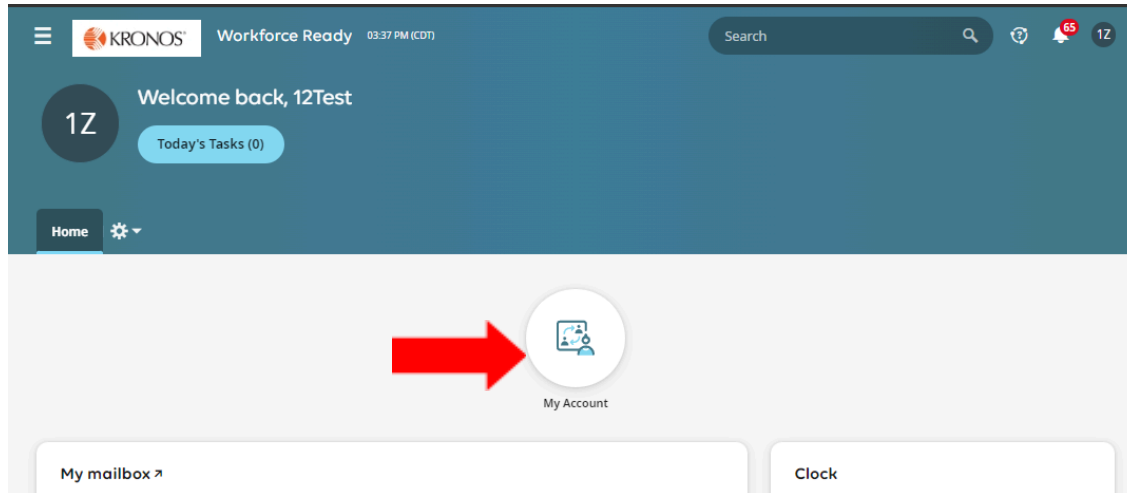 KRONOS Workforce Ready 03:37 PM (CDT) Search 65 1Z
1Z
Welcome back, 12Test
Today's Tasks (0)
Home
My Account
My mailbox
Clock